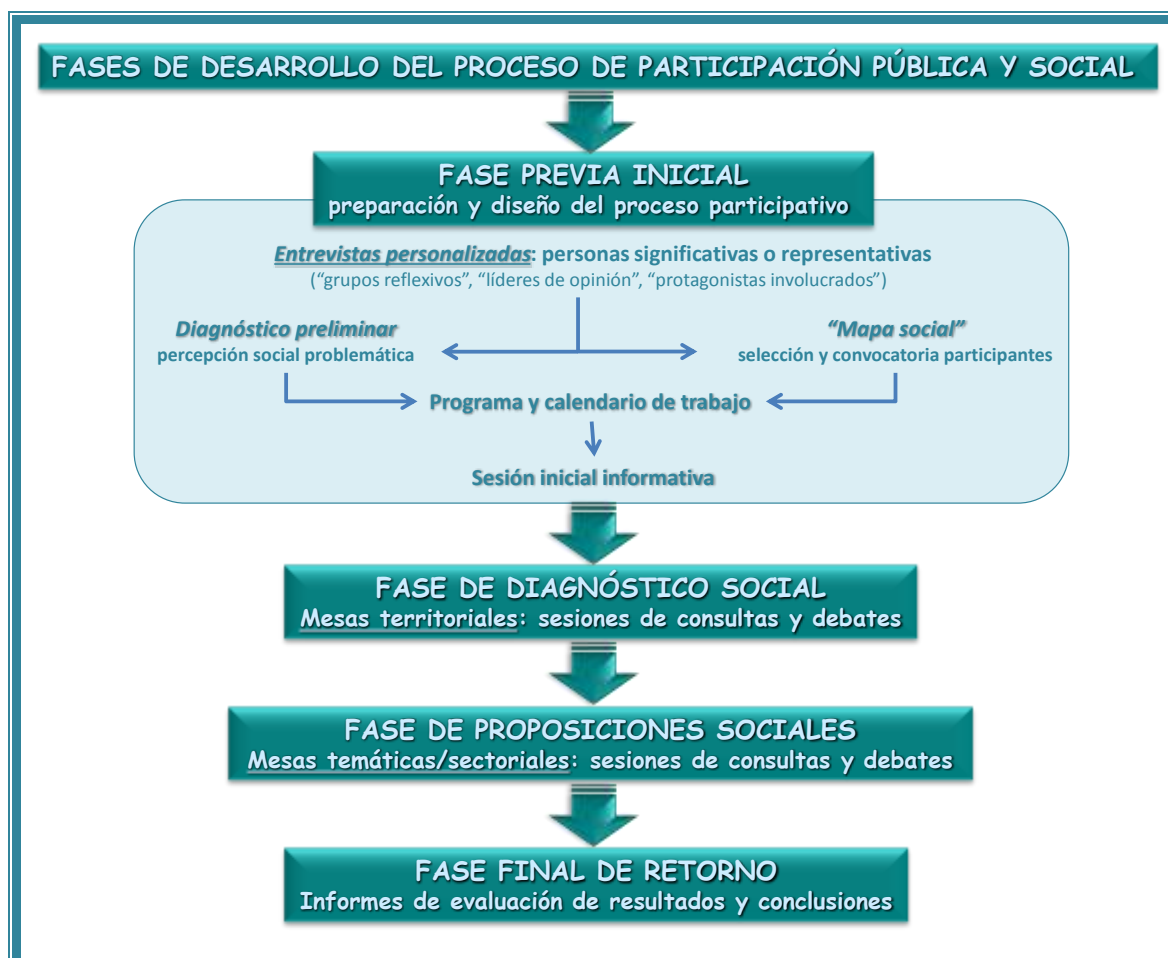 FASES DE DESARROLLO DEL PROCESO DE PARTICIPACIÓN PÚBLICA Y SOCIAL
FASE PREVIA INICIAL
preparación y diseño del proceso participativo
Entrevistas personalizadas: personas significativas o representativas
(“grupos reflexivos”, “líderes de opinión”, “protagonistas involucrados”)
Diagnóstico preliminar
percepción social problemática
“Mapa social”
selección y convocatoria participantes
Programa y calendario de trabajo
Sesión inicial informativa
FASE DE DIAGNÓSTICO SOCIAL
Mesas territoriales: sesiones de consultas y debates
FASE DE PROPOSICIONES SOCIALES
Mesas temáticas/sectoriales: sesiones de consultas y debates
FASE FINAL DE RETORNO
Informes de evaluación de resultados y conclusiones